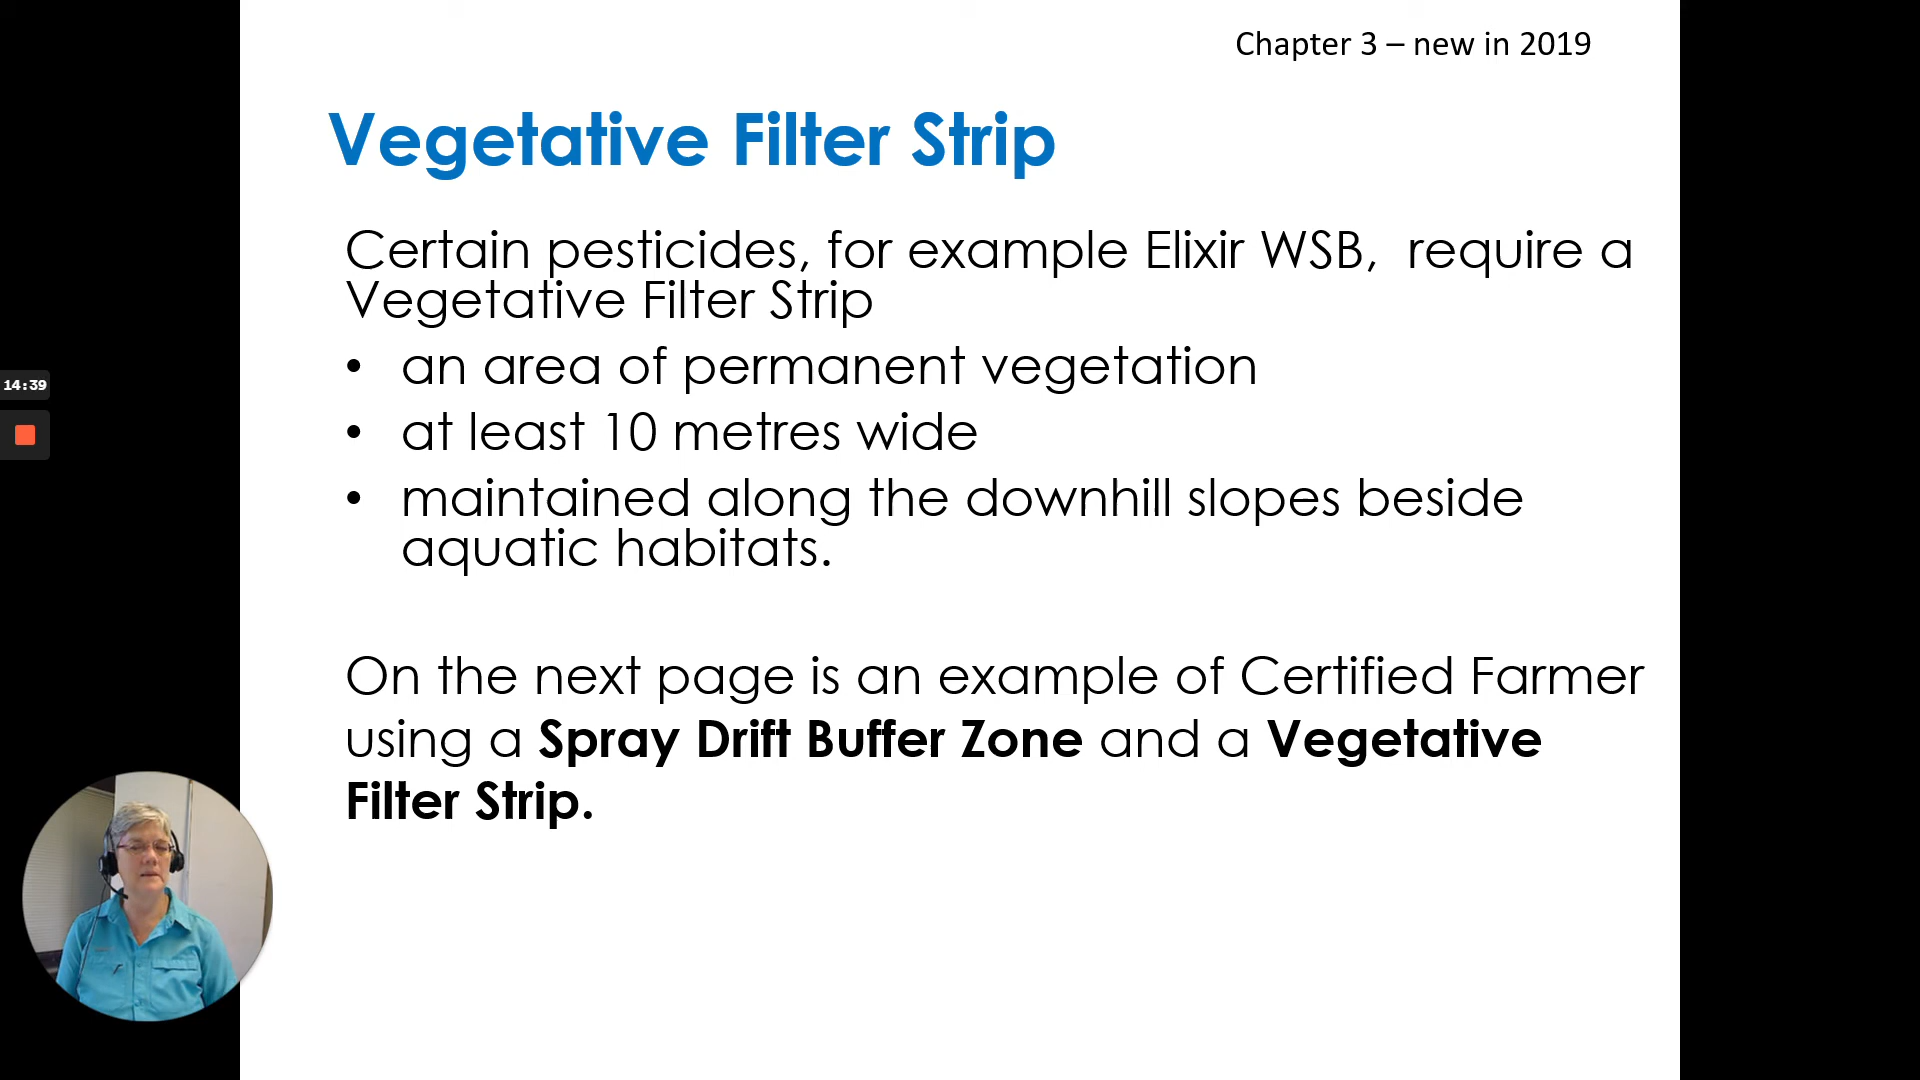 Chapter 3 – new in 2019
Vegetative Filter Strip
Certain pesticides, for example Elixir WSB,  require a
Vegetative Filter Strip
• an area of permanent vegetation
• at least 10 metres wide
• maintained along the downhill slopes beside
aquatic habitats.
14:39
On the next page is an example of Certified Farmer
using a Spray Drift Buffer Zone and a Vegetative
Filter Strip.